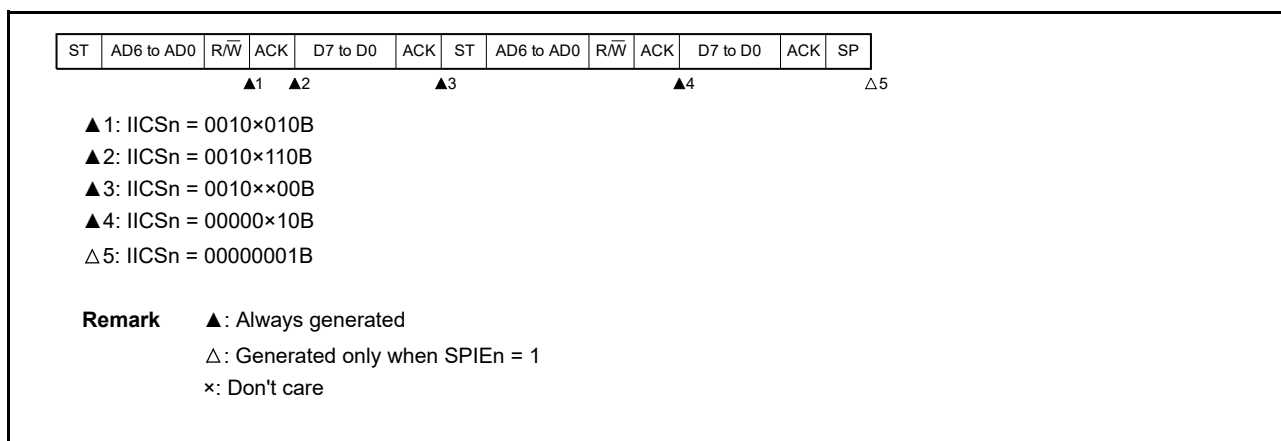 ST AD6 to AD0 R/W̅ ACK D7 to D0 ACK ST AD6 to AD0 R/W̅ ACK D7 to D0 ACK SP
▲1 ▲2 ▲3 ▲4 △5
▲1: IICSn = 0010×010B
▲2: IICSn = 0010×110B
▲3: IICSn = 0010××00B
▲4: IICSn = 00000×10B
△5: IICSn = 00000001B
Remark ▲: Always generated
△: Generated only when SPIEn = 1
×: Don't care